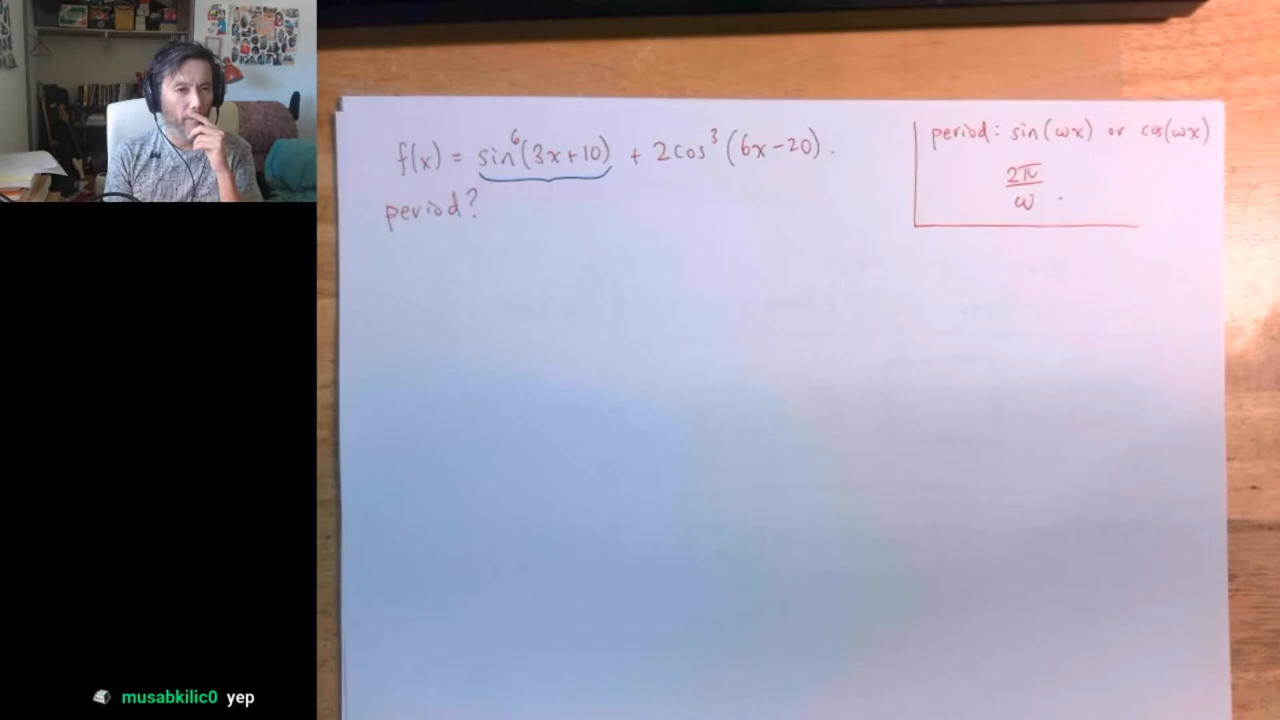 f(x) = sin⁶(3x+10) + 2cos³(6x-20).
period?
period: sin(ωx) or cos(ωx)
2π/ω.
musabkilic0 yep